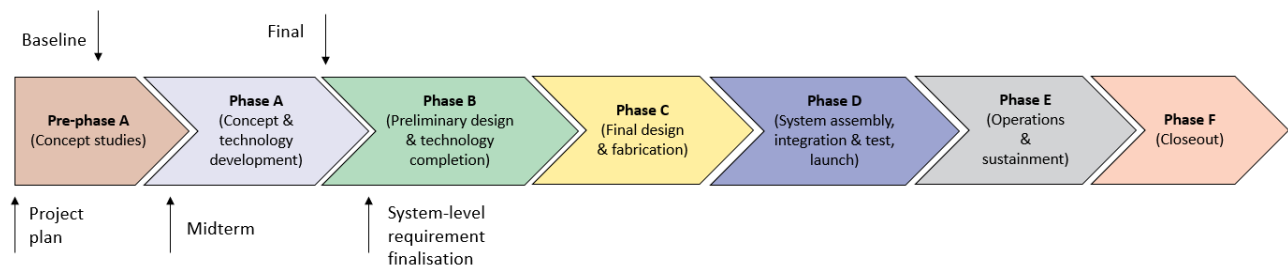 Baseline
Final
Pre-phase A
(Concept studies)
Phase A
(Concept &
technology
development)
Phase B
(Preliminary design
& technology
completion)
Phase C
(Final design
& fabrication)
Phase D
(System assembly,
integration & test,
launch)
Phase E
(Operations
&
sustainment)
Phase F
(Closeout)
Project
plan
Midterm
System-level
requirement
finalisation